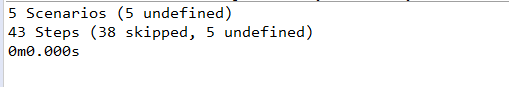 5 Scenarios (5 undefined)
43 Steps (38 skipped, 5 undefined)
0m0.000s